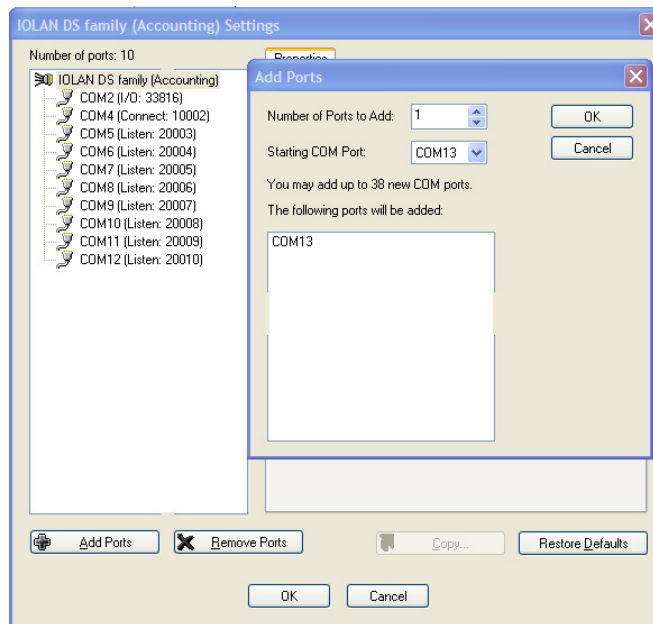 IOLAN DS family (Accounting) Settings
Number of ports: 10
Properties
IOLAN DS family (Accounting)
COM2 (I/O: 33816)
COM4 (Connect: 10002)
COM5 (Listen: 20003)
COM6 (Listen: 20004)
COM7 (Listen: 20005)
COM8 (Listen: 20006)
COM9 (Listen: 20007)
COM10 (Listen: 20008)
COM11 (Listen: 20009)
COM12 (Listen: 20010)
Add Ports
Number of Ports to Add: 1
OK
Starting COM Port: COM13
Cancel
You may add up to 38 new COM ports.
The following ports will be added:
COM13
Add Ports
Remove Ports
Copy...
Restore Defaults
OK
Cancel